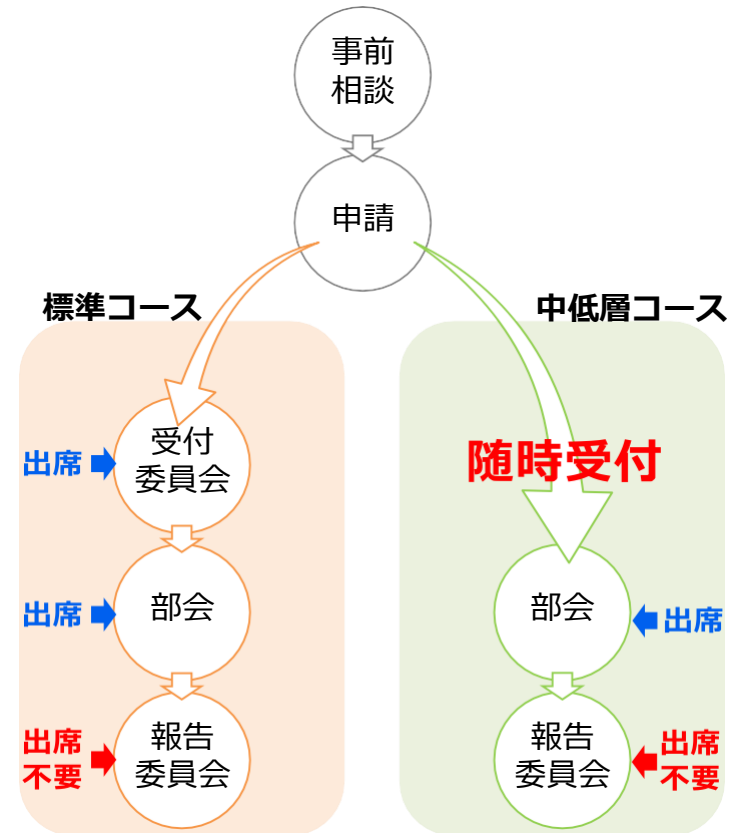 事前
相談
申請
標準コース
中低層コース
受付
委員会
出席
随時受付
部会
出席
部会
出席
報告
委員会
出席
不要
報告
委員会
出席
不要